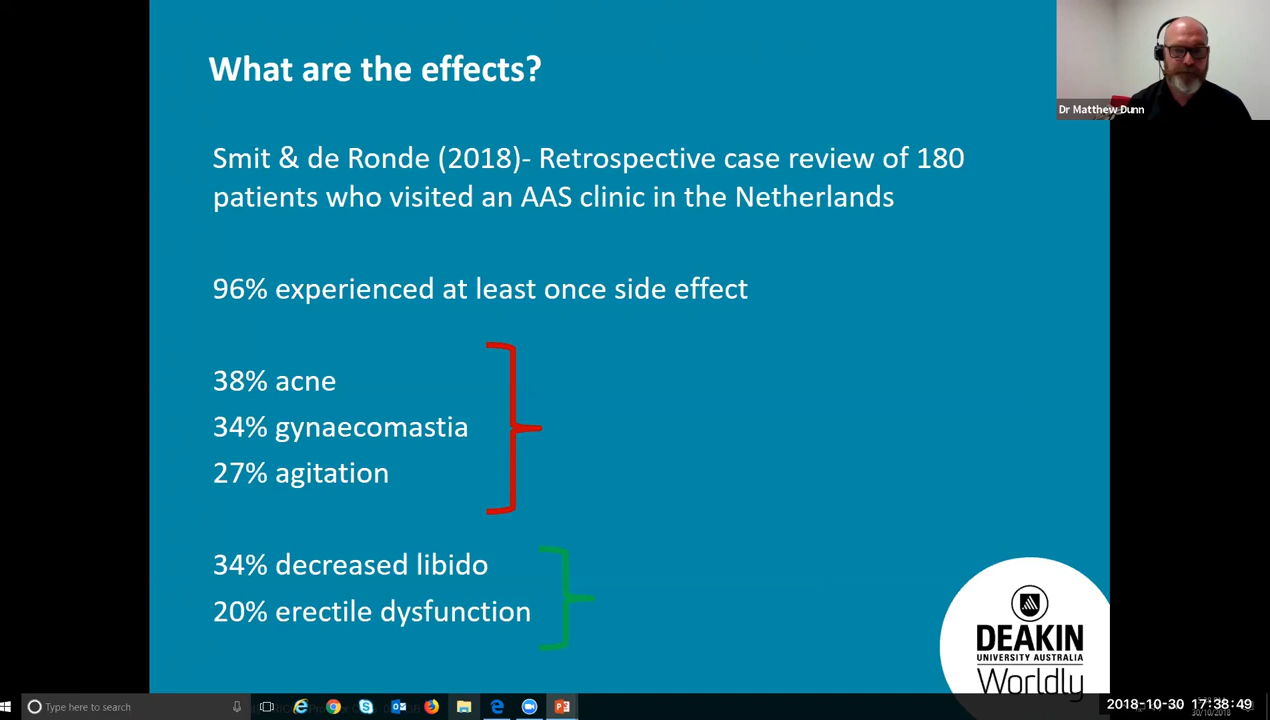 What are the effects?
Dr Matthew Dunn
Smit & de Ronde (2018)- Retrospective case review of 180
patients who visited an AAS clinic in the Netherlands
96% experienced at least once side effect
38% acne
34% gynaecomastia
27% agitation
34% decreased libido
20% erectile dysfunction
DEAKIN
UNIVERSITY AUSTRALIA
Worldly
Type here to search
2018-10-30 17:38:49
30/10/2018